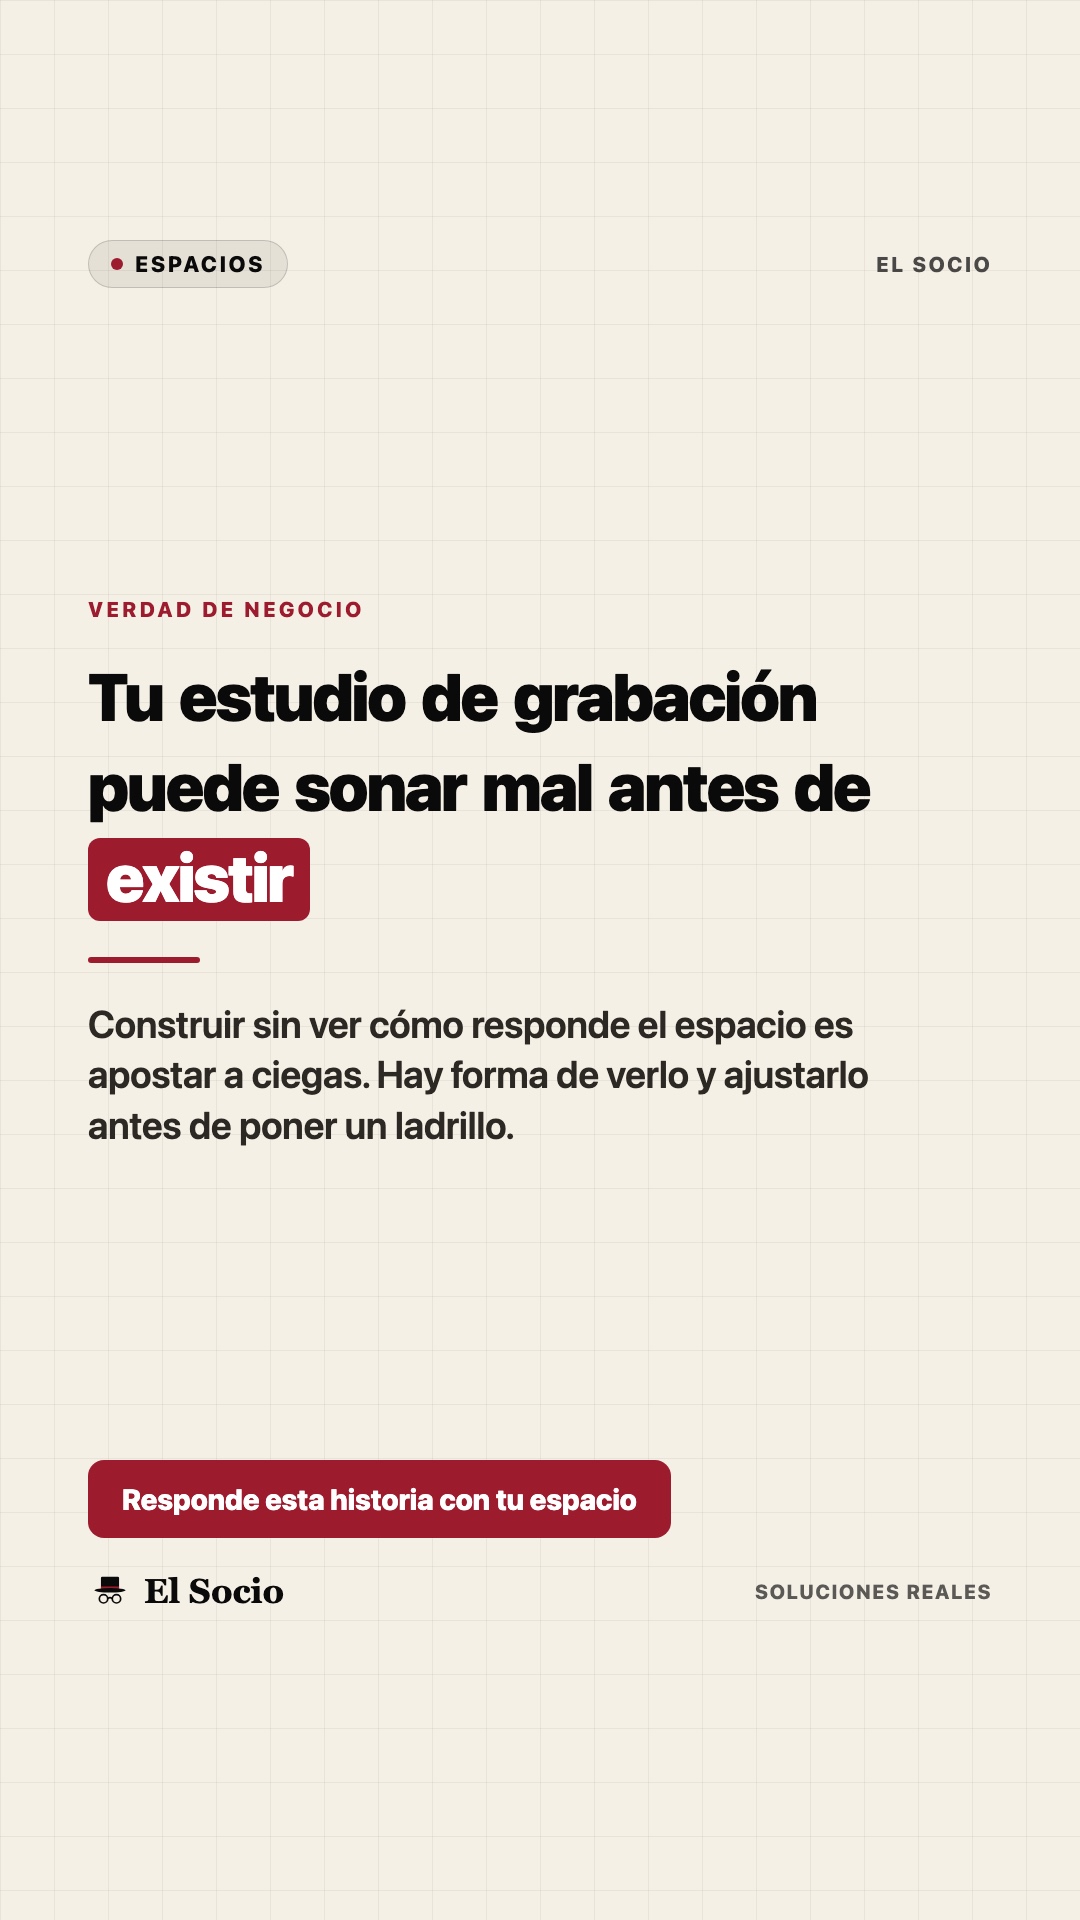 ESPACIOS
EL SOCIO
VERDAD DE NEGOCIO
Tu estudio de grabación
puede sonar mal antes de
existir
Construir sin ver cómo responde el espacio es
apostar a ciegas. Hay forma de verlo y ajustarlo
antes de poner un ladrillo.
Responde esta historia con tu espacio
El Socio
SOLUCIONES REALES